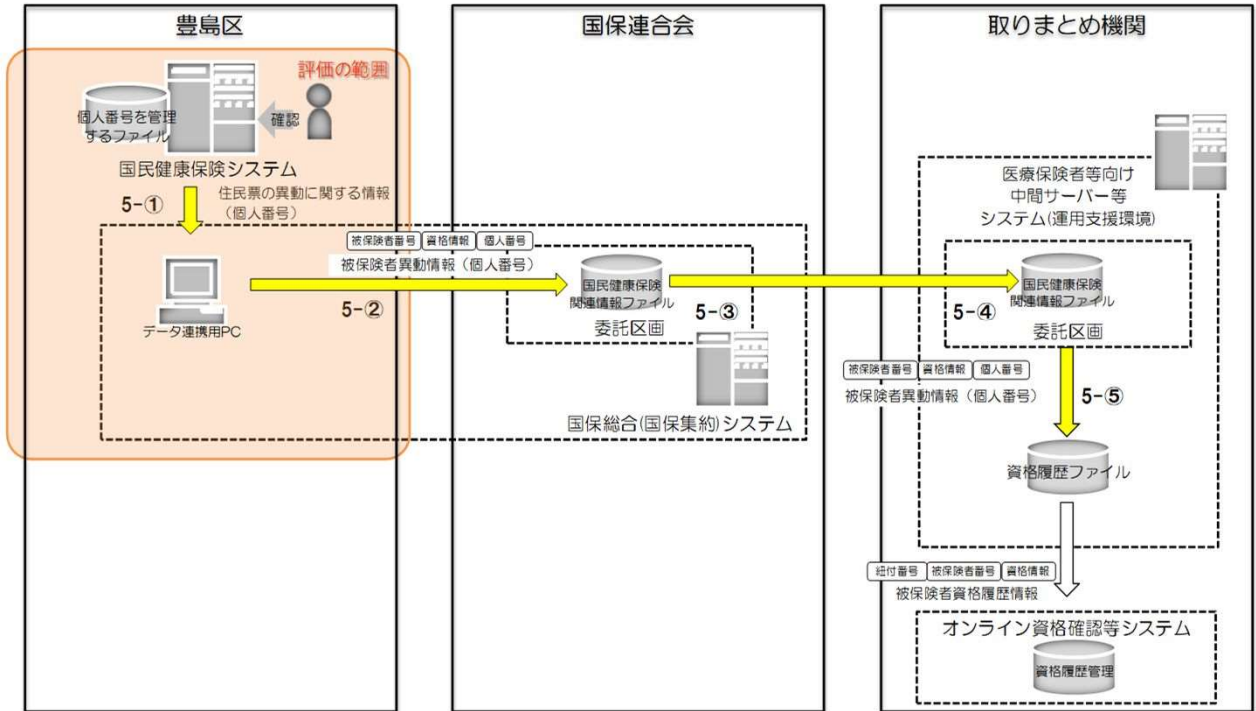 豊島区
評価の範囲
個人番号を管理
するファイル
確認
国民健康保険システム
5-①
住民票の異動に関する情報
(個人番号)
データ連携用PC
5-②
国保連合会
被保険者番号 資格情報 個人番号
被保険者異動情報(個人番号)
国民健康保険
関連情報ファイル
委託区画
5-③
国保総合(国保集約)システム
取りまとめ機関
医療保険者等向け
中間サーバー等
システム(運用支援環境)
国民健康保険
関連情報ファイル
5-④
委託区画
被保険者番号 資格情報 個人番号
被保険者異動情報(個人番号)
5-⑤
資格履歴ファイル
紐付番号 被保険者番号 資格情報
被保険者資格履歴情報
オンライン資格確認等システム
資格履歴管理